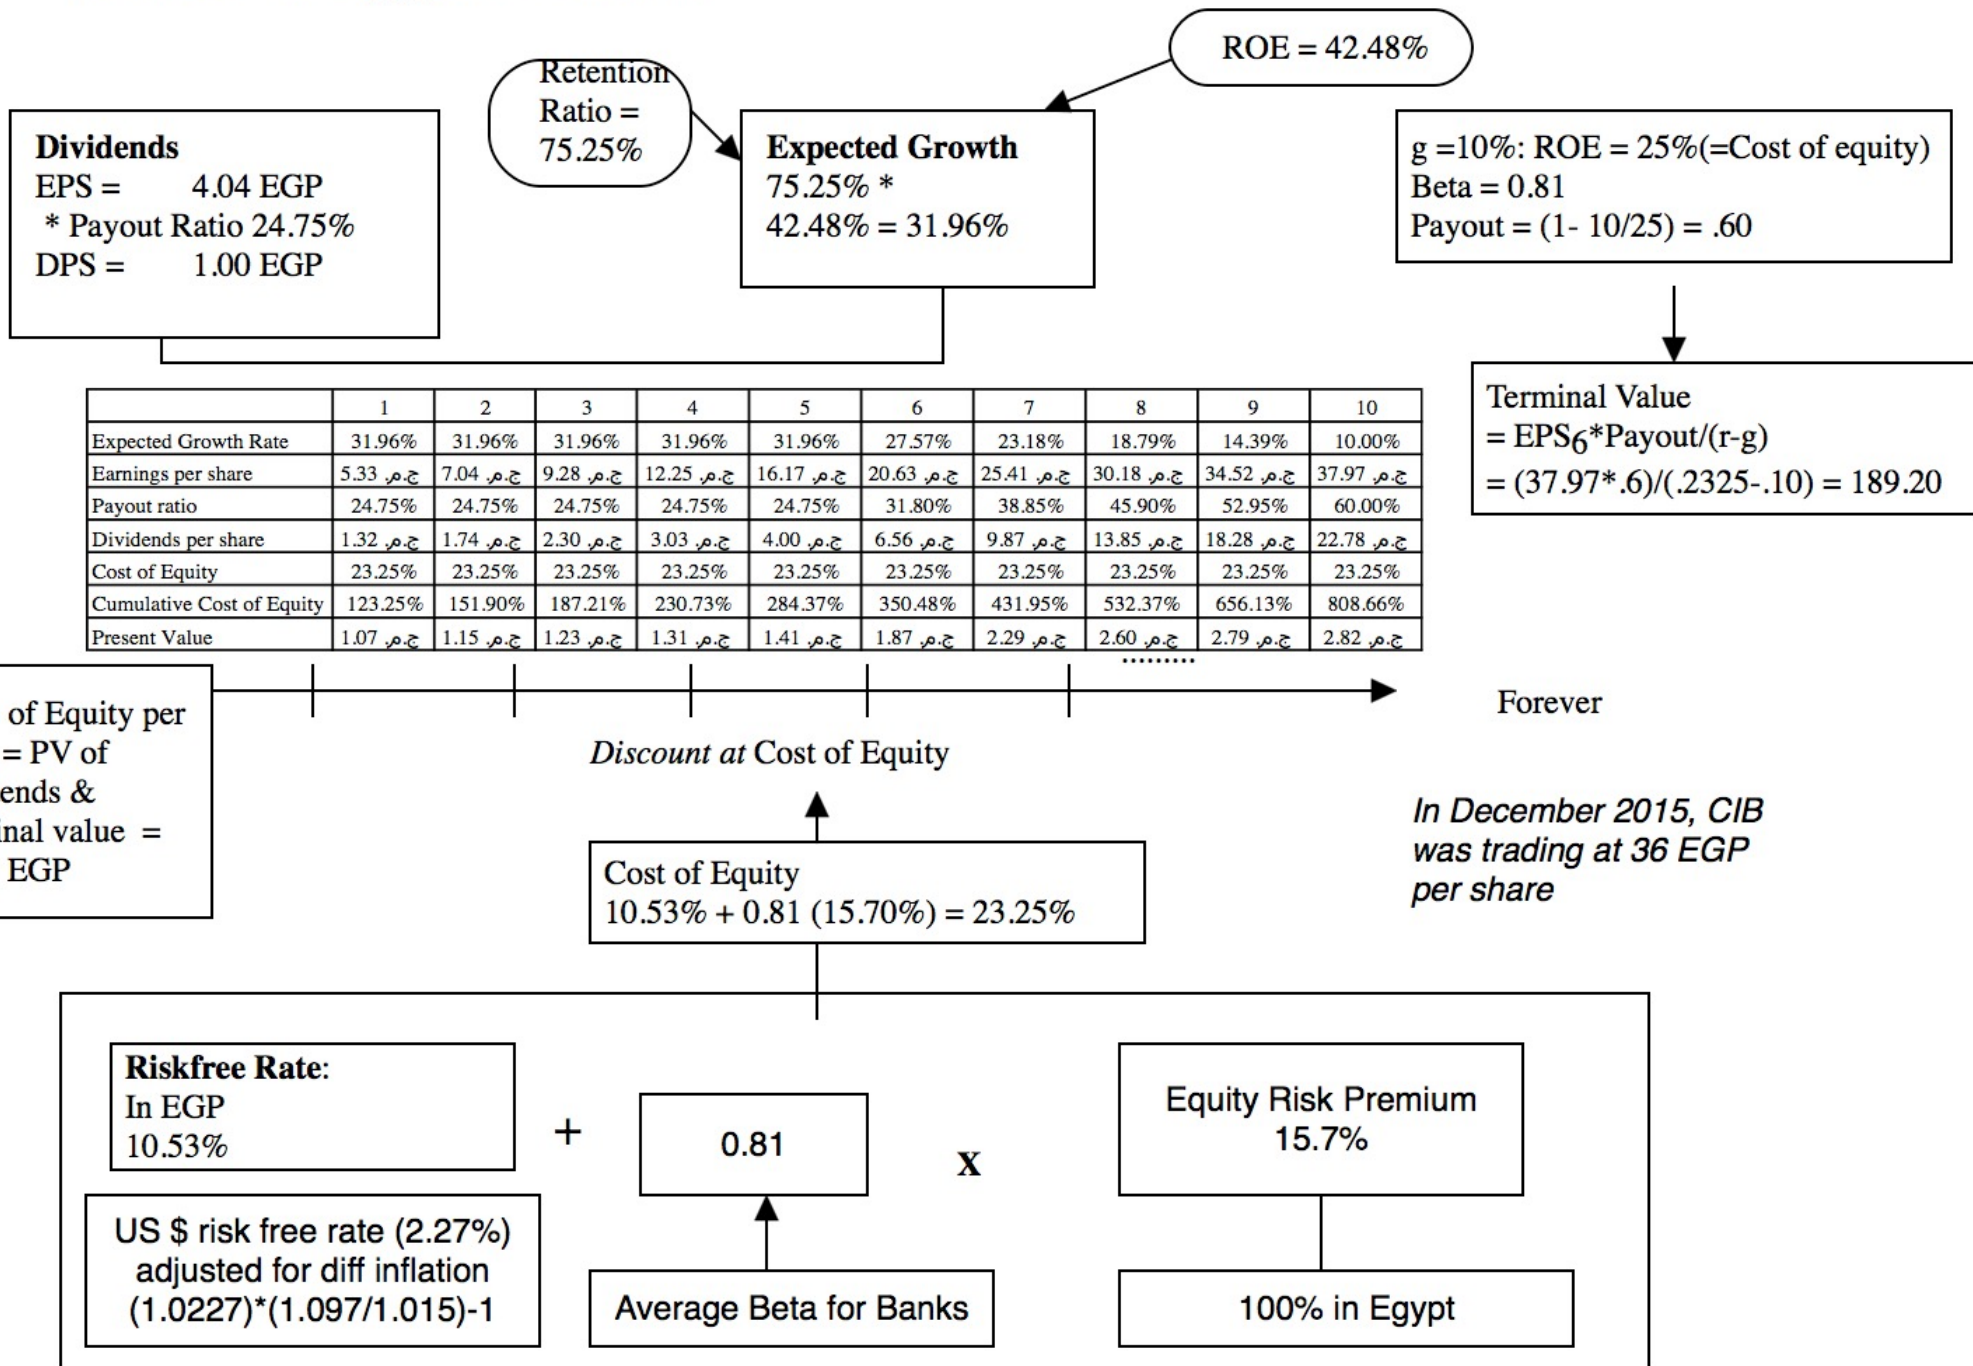 ROE = 42.48%
Retention
Ratio =
75.25%
Dividends
EPS = 4.04 EGP
* Payout Ratio 24.75%
DPS = 1.00 EGP
Expected Growth
75.25% *
42.48% = 31.96%
g =10%: ROE = 25%(=Cost of equity)
Beta = 0.81
Payout = (1- 10/25) = .60
Terminal Value
= EPS6*Payout/(r-g)
= (37.97*.6)/(.2325-.10) = 189.20
1 2 3 4 5 6 7 8 9 10
Expected Growth Rate 31.96% 31.96% 31.96% 31.96% 31.96% 27.57% 23.18% 18.79% 14.39% 10.00%
Earnings per share 5.33 ج.م. 7.04 ج.م. 9.28 ج.م. 12.25 ج.م. 16.17 ج.م. 20.63 ج.م. 25.41 ج.م. 30.18 ج.م. 34.52 ج.م. 37.97 ج.م.
Payout ratio 24.75% 24.75% 24.75% 24.75% 24.75% 31.80% 38.85% 45.90% 52.95% 60.00%
Dividends per share 1.32 ج.م. 1.74 ج.م. 2.30 ج.م. 3.03 ج.م. 4.00 ج.م. 6.56 ج.م. 9.87 ج.م. 13.85 ج.م. 18.28 ج.م. 22.78 ج.م.
Cost of Equity 23.25% 23.25% 23.25% 23.25% 23.25% 23.25% 23.25% 23.25% 23.25% 23.25%
Cumulative Cost of Equity 123.25% 151.90% 187.21% 230.73% 284.37% 350.48% 431.95% 532.37% 656.13% 808.66%
Present Value 1.07 ج.م. 1.15 ج.م. 1.23 ج.م. 1.31 ج.م. 1.41 ج.م. 1.87 ج.م. 2.29 ج.م. 2.60 ج.م. 2.79 ج.م. 2.82 ج.م.
.........
of Equity per
= PV of
ends &
inal value =
EGP
Forever
Discount at Cost of Equity
In December 2015, CIB
was trading at 36 EGP
per share
Cost of Equity
10.53% + 0.81 (15.70%) = 23.25%
Riskfree Rate:
In EGP
10.53%
+
0.81
X
Equity Risk Premium
15.7%
US $ risk free rate (2.27%)
adjusted for diff inflation
(1.0227)*(1.097/1.015)-1
Average Beta for Banks
100% in Egypt